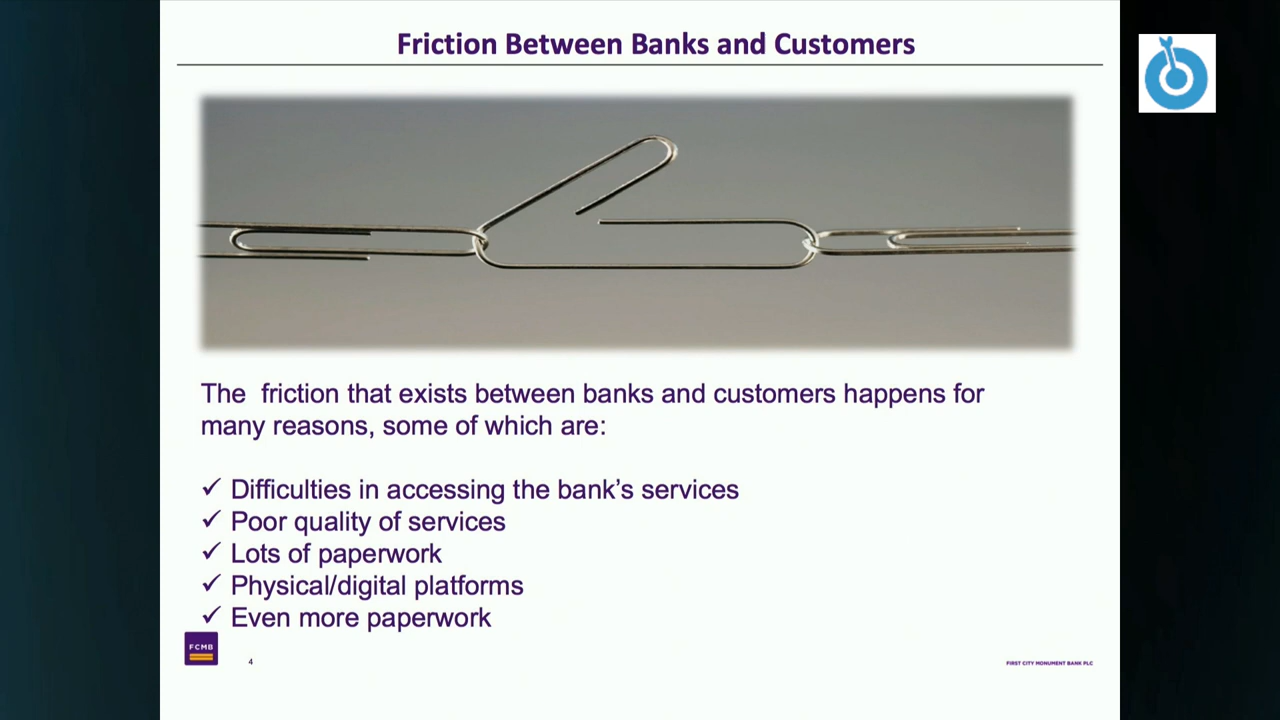 Friction Between Banks and Customers
The  friction that exists between banks and customers happens for
many reasons, some of which are:
✓ Difficulties in accessing the bank’s services
✓ Poor quality of services
✓ Lots of paperwork
✓ Physical/digital platforms
✓ Even more paperwork
FCMB
4
FIRST CITY MONUMENT BANK PLC